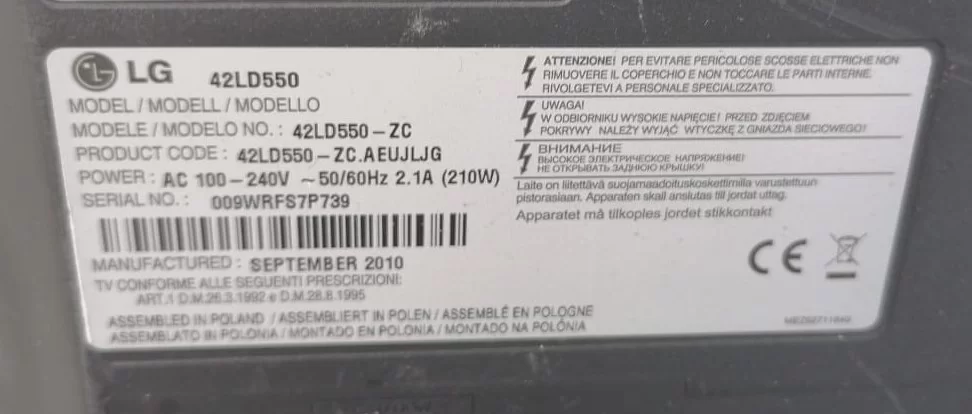 LG 42LD550
MODEL / MODELL / MODELLO
MODELE / MODELO NO. : 42LD550-ZC
PRODUCT CODE : 42LD550-ZC.AEUJLJG
POWER : AC 100-240V ~50/60Hz 2.1A (210W)
SERIAL NO. : 009WRFS7P739
MANUFACTURED : SEPTEMBER 2010
TV CONFORME ALLE SEGUENTI PRESCRIZIONI:
ART.1 D.M.26.3.1992 e D.M.28.8.1995
ASSEMBLED IN POLAND / ASSEMBLIERT IN POLEN / ASSEMBLÉ EN POLOGNE
ASSEMBLATO IN POLONIA / MONTADO EN POLONIA / MONTADO NA POLÓNIA
ATTENZIONE! PER EVITARE PERICOLOSE SCOSSE ELETTRICHE NON
RIMUOVERE IL COPERCHIO E NON TOCCARE LE PARTI INTERNE.
RIVOLGETEVI A PERSONALE SPECIALIZZATO.
UWAGA!
W ODBIORNIKU WYSOKIE NAPIĘCIE! PRZED ZDJĘCIEM
POKRYWY NALEŻY WYJĄĆ WTYCZKĘ Z GNIAZDA SIECIOWEGO!
ВНИМАНИЕ
ВЫСОКОЕ ЭЛЕКТРИЧЕСКОЕ НАПРЯЖЕНИЕ!
НЕ ОТКРЫВАТЬ ЗАДНЮЮ КРЫШКУ!
Laite on liitettävä suojamaadoituskoskettimilla varustettuun
pistorasiaan. Apparaten skall anslutas till jordat uttag.
Apparatet må tilkoples jordet stikkontakt
CE